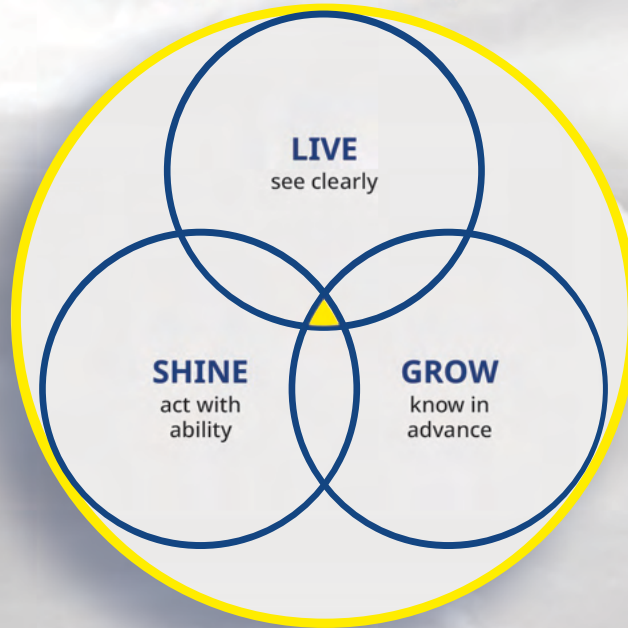 LIVE
see clearly
SHINE
act with
ability
GROW
know in
advance